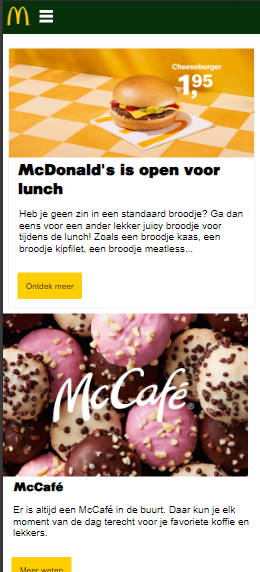 Cheeseburger
1,95
McDonald's is open voor
lunch
Heb je geen zin in een standaard broodje? Ga dan
eens voor een ander lekker juicy broodje voor
tijdens de lunch! Zoals een broodje kaas, een
broodje kipfilet, een broodje meatless...
Ontdek meer
McCafé®
McCafé
Er is altijd een McCafé in de buurt. Daar kun je elk
moment van de dag terecht voor je favoriete koffie en
lekkers.
Meer weten